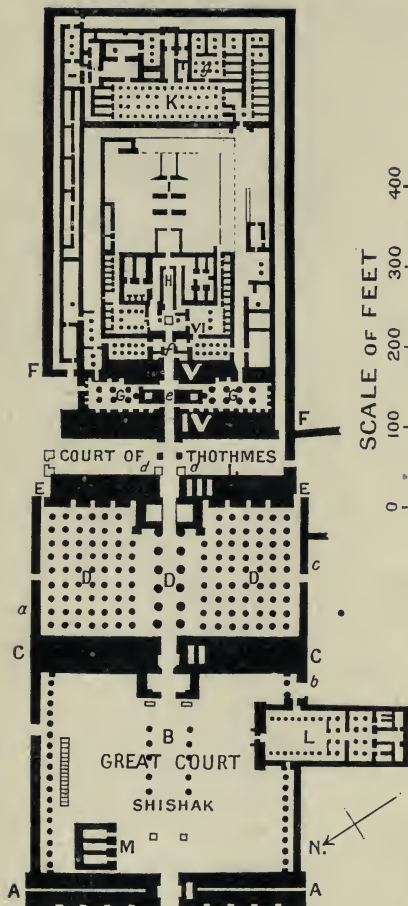 g
K
I
H
VI
f
F V
G e G
IV F
COURT OF d d THOTHMES
I.
E E
D D D
c
a
C C
b
B L
GREAT COURT
SHISHAK
M N.
A A
SCALE OF FEET
0 100 200 300 400